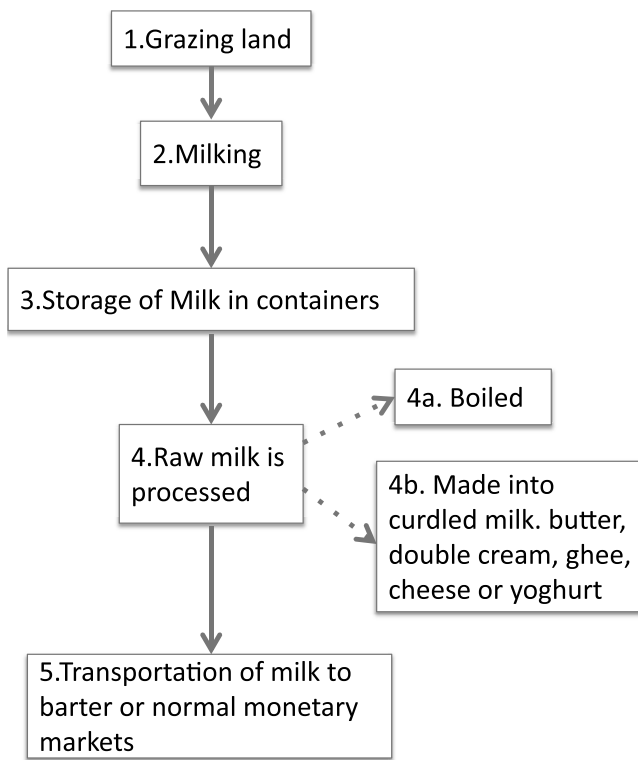 1.Grazing land
2.Milking
3.Storage of Milk in containers
4a. Boiled
4.Raw milk is
processed
4b. Made into
curdled milk. butter,
double cream, ghee,
cheese or yoghurt
5.Transportation of milk to
barter or normal monetary
markets